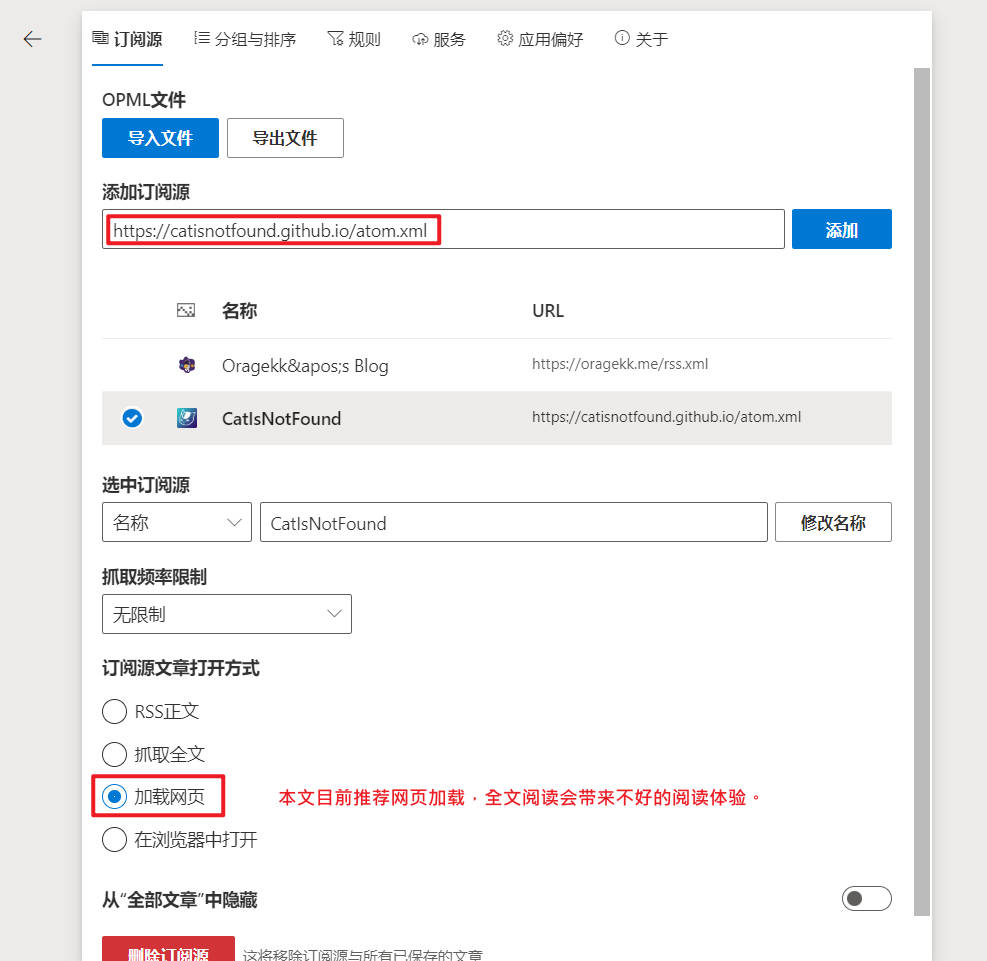 订阅源 分组与排序 规则 服务 应用偏好 关于
OPML文件
导入文件 导出文件
添加订阅源
https://catisnotfound.github.io/atom.xml 添加
名称 URL
Oragekk&apos;s Blog https://oragekk.me/rss.xml
CatIsNotFound https://catisnotfound.github.io/atom.xml
选中订阅源
名称 CatIsNotFound 修改名称
抓取频率限制
无限制
订阅源文章打开方式
RSS正文
抓取全文
加载网页 本文目前推荐网页加载，全文阅读会带来不好的阅读体验。
在浏览器中打开
从“全部文章”中隐藏
删除订阅源 这将移除订阅源与所有已保存的文章